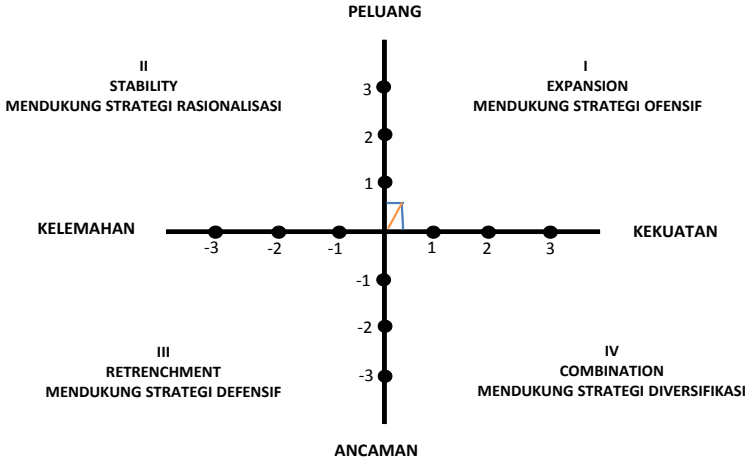 PELUANG
II
STABILITY
MENDUKUNG STRATEGI RASIONALISASI
I
EXPANSION
MENDUKUNG STRATEGI OFENSIF
3
2
1
KELEMAHAN
KEKUATAN
-3
-2
-1
1
2
3
-1
-2
-3
III
RETRENCHMENT
MENDUKUNG STRATEGI DEFENSIF
IV
COMBINATION
MENDUKUNG STRATEGI DIVERSIFIKASI
ANCAMAN